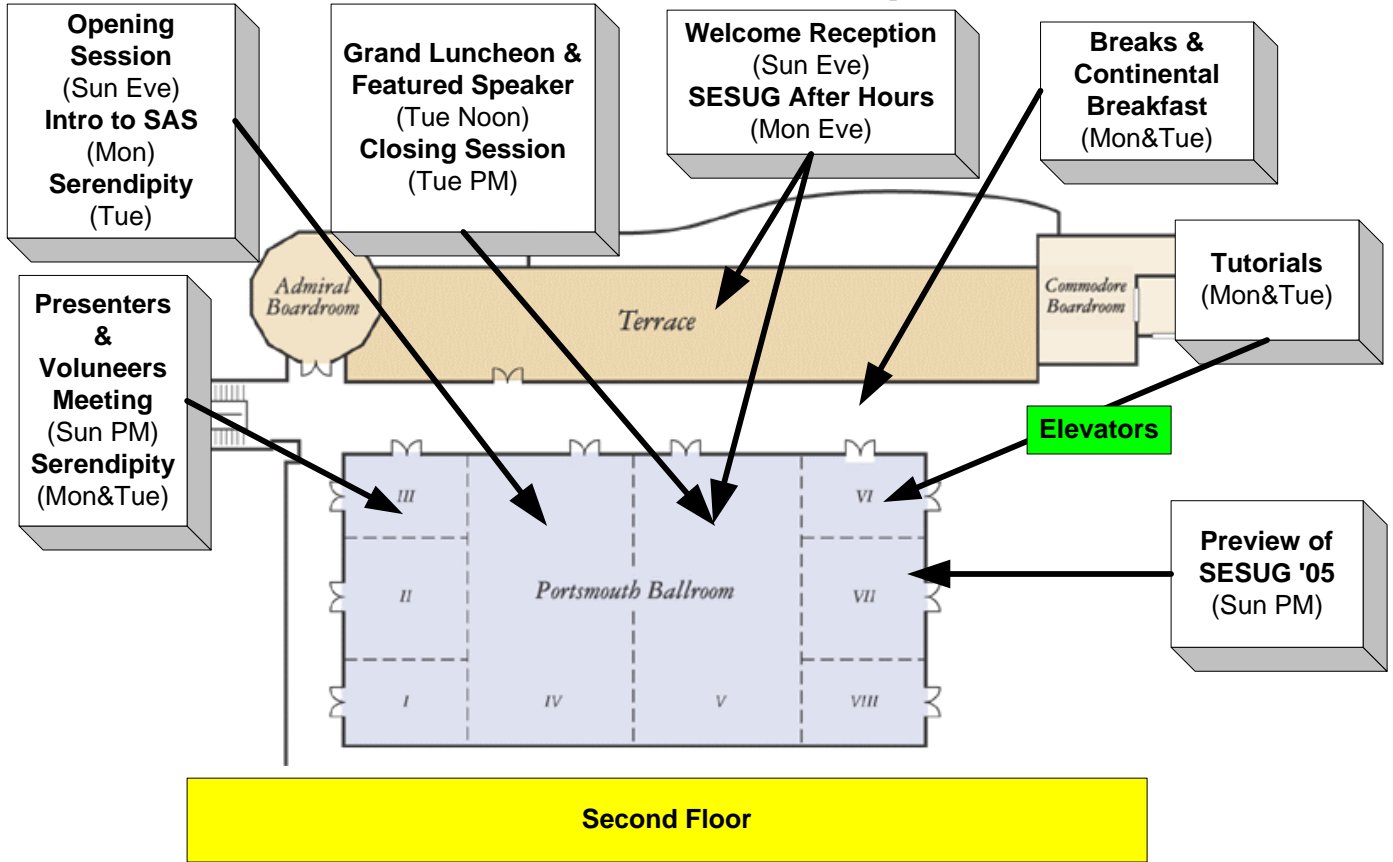 Opening
Session
(Sun Eve)
Intro to SAS
(Mon)
Serendipity
(Tue)
Grand Luncheon &
Featured Speaker
(Tue Noon)
Closing Session
(Tue PM)
Welcome Reception
(Sun Eve)
SESUG After Hours
(Mon Eve)
Breaks &
Continental
Breakfast
(Mon&Tue)
Tutorials
(Mon&Tue)
Admiral
Boardroom
Terrace
Commodore
Boardroom
Presenters
&
Voluneers
Meeting
(Sun PM)
Serendipity
(Mon&Tue)
Elevators
III
VI
Preview of
SESUG '05
(Sun PM)
II
Portsmouth Ballroom
VII
I
IV
V
VIII
Second Floor